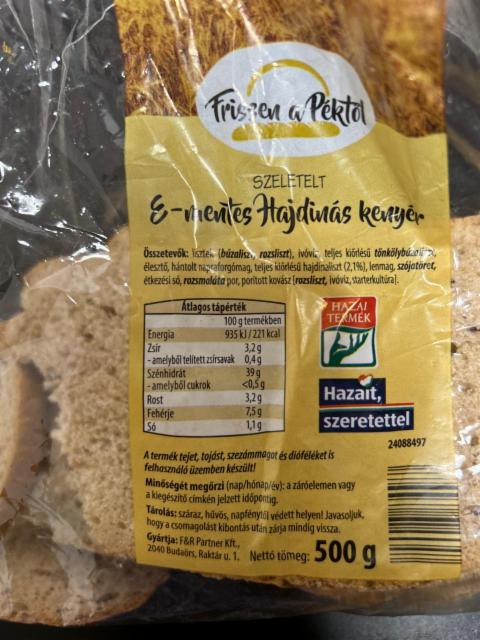 Frissen a Péktől
SZELETELT
E-mentes Hajdinás kenyér
Összetevők: lisztek (búzaliszt, rozsliszt), ivóvíz, teljes kiőrlésű
élesztő, hántolt napraforgómag, teljes kiőrlésű hajdinaliszt (2,1%), lenmag, szójatöret,
étkezési só, rozsmaláta por, porított kovász [rozsliszt, ivóvíz, starterkultúra].
Átlagos tápérték
100 g termékben
Energia 935 kJ / 221 kcal
Zsír 3,2 g
- amelyből telített zsírsavak 0,4 g
Szénhidrát 39 g
- amelyből cukrok <0,5 g
Rost 3,2 g
Fehérje 7,5 g
Só 1,1 g
HAZAI
TERMÉK
Hazait,
szeretettel
24088497
A termék tejet, tojást, szezámmagot és dióféléket is
felhasználó üzemben készült!
Minőségét megőrzi (nap/hónap/év): a záróelemen vagy
a kiegészítő címkén jelzett időpontig.
Tárolás: száraz, hűvös, napfénytől védett helyen! Javasoljuk,
hogy a csomagolást kibontás után zárja mindig vissza.
Gyártja: F&R Partner Kft.,
2040 Budaörs, Raktár u. 1.
Nettó tömeg: 500 g